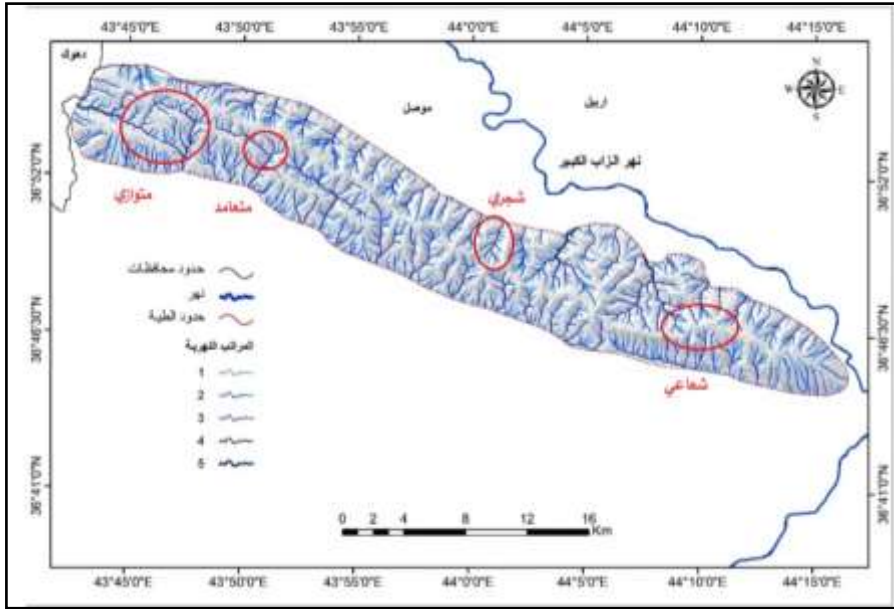 43°45'0"E 43°50'0"E 43°55'0"E 44°0'0"E 44°5'0"E 44°10'0"E 44°15'0"E
دهوك
N
W E
S
موصل
اربيل
نهر الزاب الكبير
36°52'0"N
36°52'0"N
متوازي
متعامد
شجري
حدود محافظات
نهر
حدود الطية
المراتب النهرية
1
2
3
4
5
36°46'30"N
36°46'30"N
شعاعي
36°41'0"N
36°41'0"N
0 2 4 8 12 16
Km
43°45'0"E 43°50'0"E 43°55'0"E 44°0'0"E 44°5'0"E 44°10'0"E 44°15'0"E